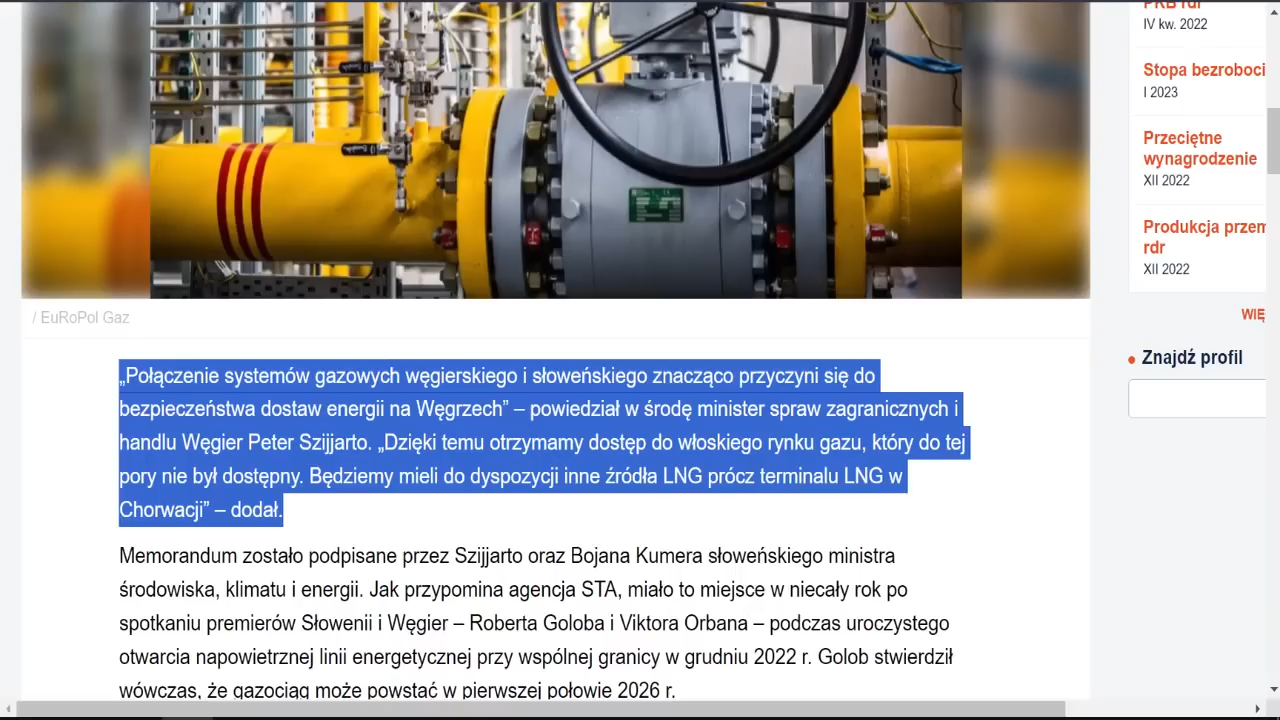 / EuRoPol Gaz
„Połączenie systemów gazowych węgierskiego i słoweńskiego znacząco przyczyni się do
bezpieczeństwa dostaw energii na Węgrzech” – powiedział w środę minister spraw zagranicznych i
handlu Węgier Peter Szijjarto. „Dzięki temu otrzymamy dostęp do włoskiego rynku gazu, który do tej
pory nie był dostępny. Będziemy mieli do dyspozycji inne źródła LNG prócz terminalu LNG w
Chorwacji” – dodał.
Memorandum zostało podpisane przez Szijjarto oraz Bojana Kumera słoweńskiego ministra
środowiska, klimatu i energii. Jak przypomina agencja STA, miało to miejsce w niecały rok po
spotkaniu premierów Słowenii i Węgier – Roberta Goloba i Viktora Orbana – podczas uroczystego
otwarcia napowietrznej linii energetycznej przy wspólnej granicy w grudniu 2022 r. Golob stwierdził
wówczas, że gazociąg może powstać w pierwszej połowie 2026 r.
PKB rdr
IV kw. 2022
Stopa bezroboci
I 2023
Przeciętne
wynagrodzenie
XII 2022
Produkcja przem
rdr
XII 2022
WIĘ
Znajdź profil